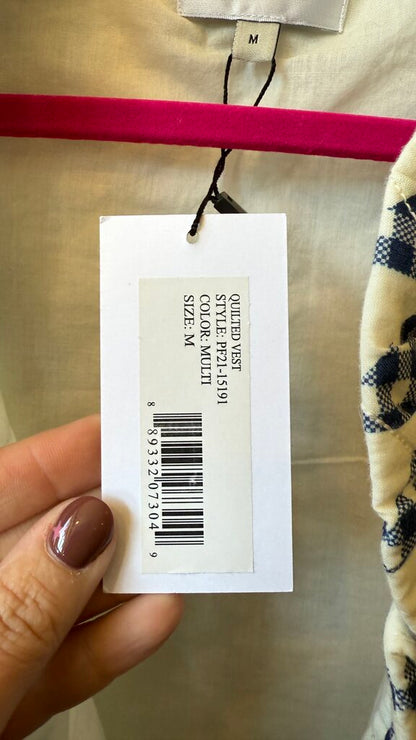 M
QUILTED VEST
STYLE: PF21-15191
COLOR: MULTI
SIZE: M
8 89332 07304 9